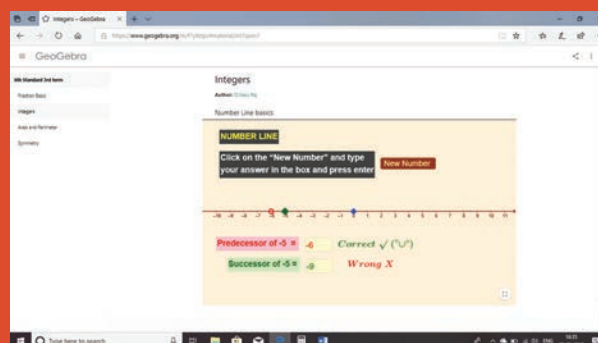 Integers - GeoGebra
GeoGebra
6th Standard 3rd term
Fraction Basic
Integers
Area and Perimeter
Symmetry
Integers
Author:
Number Line basics
NUMBER LINE
Click on the "New Number" and type
your answer in the box and press enter
New Number
Predecessor of -5 = -6 Correct √ ("∪")
Successor of -5 = -9 Wrong X
Type here to search
ENG